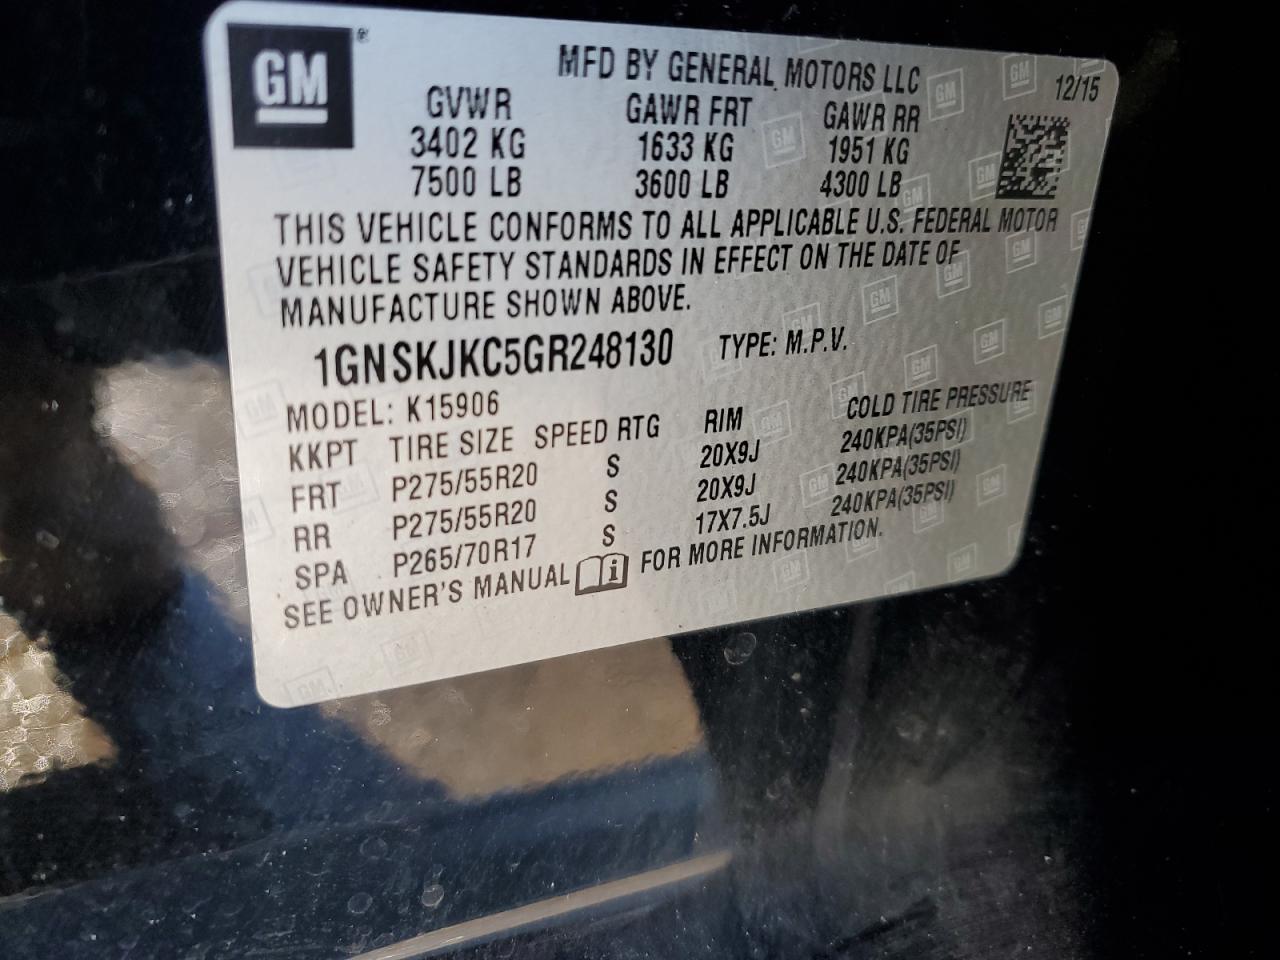 GM
MFD BY GENERAL MOTORS LLC
12/15
GVWR GAWR FRT GAWR RR
3402 KG 1633 KG 1951 KG
7500 LB 3600 LB 4300 LB
THIS VEHICLE CONFORMS TO ALL APPLICABLE U.S. FEDERAL MOTOR
VEHICLE SAFETY STANDARDS IN EFFECT ON THE DATE OF
MANUFACTURE SHOWN ABOVE.
1GNSKJKC5GR248130 TYPE: M.P.V.
MODEL: K15906
KKPT TIRE SIZE SPEED RTG RIM COLD TIRE PRESSURE
FRT P275/55R20 S 20X9J 240KPA(35PSI)
RR P275/55R20 S 20X9J 240KPA(35PSI)
SPA P265/70R17 S 17X7.5J 240KPA(35PSI)
SEE OWNER'S MANUAL i FOR MORE INFORMATION.